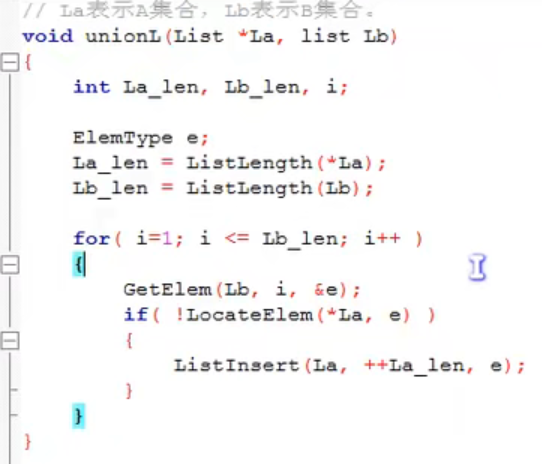 // La表示A集合，Lb表示B集合。
void unionL(List *La, list Lb)
{
int La_len, Lb_len, i;
ElemType e;
La_len = ListLength(*La);
Lb_len = ListLength(Lb);
for( i=1; i <= Lb_len; i++ )
{
GetElem(Lb, i, &e);
if( !LocateElem(*La, e) )
{
ListInsert(La, ++La_len, e);
}
}
}